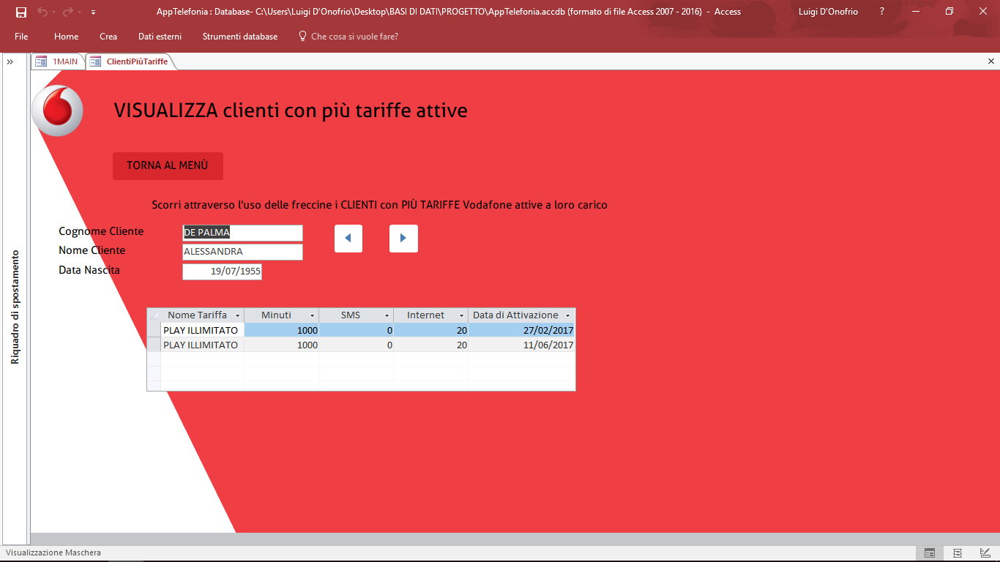 AppTelefonia : Database- C:\Users\Luigi D'Onofrio\Desktop\BASI DI DATI\PROGETTO\AppTelefonia.accdb (formato di file Access 2007 - 2016) - Access
Luigi D'Onofrio
?
File Home Crea Dati esterni Strumenti database Che cosa si vuole fare?
1MAIN ClientiPiùTariffe
VISUALIZZA clienti con più tariffe attive
TORNA AL MENÙ
Scorri attraverso l'uso delle freccine i CLIENTI con PIÙ TARIFFE Vodafone attive a loro carico
Cognome Cliente DE PALMA
Nome Cliente ALESSANDRA
Data Nascita 19/07/1955
Riquadro di spostamento
Nome Tariffa Minuti SMS Internet Data di Attivazione
PLAY ILLIMITATO 1000 0 20 27/02/2017
PLAY ILLIMITATO 1000 0 20 11/06/2017
Visualizzazione Maschera